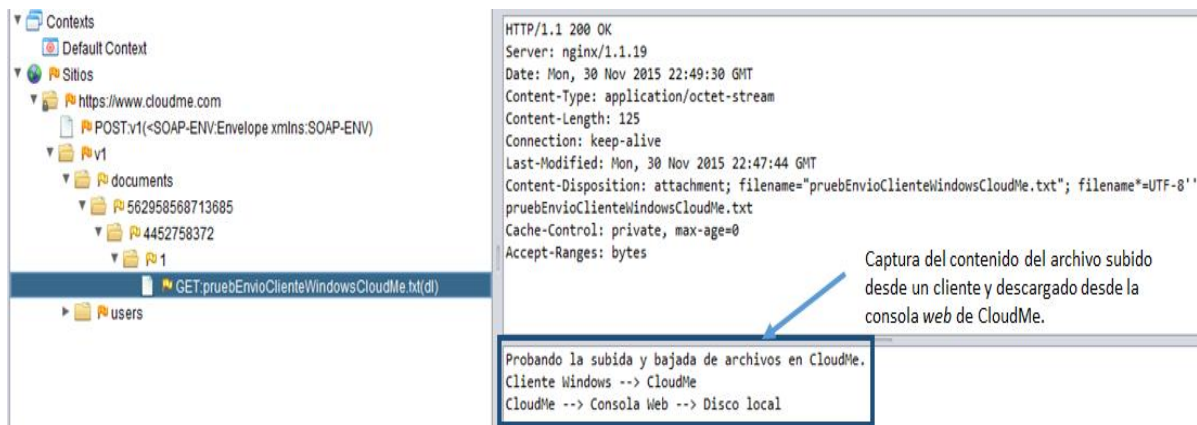 Contexts
Default Context
Sitios
https://www.cloudme.com
POST:v1(<SOAP-ENV:Envelope xmlns:SOAP-ENV)
v1
documents
562958568713685
4452758372
1
GET:pruebEnvioClienteWindowsCloudMe.txt(dl)
users
HTTP/1.1 200 OK
Server: nginx/1.1.19
Date: Mon, 30 Nov 2015 22:49:30 GMT
Content-Type: application/octet-stream
Content-Length: 125
Connection: keep-alive
Last-Modified: Mon, 30 Nov 2015 22:47:44 GMT
Content-Disposition: attachment; filename="pruebEnvioClienteWindowsCloudMe.txt"; filename*=UTF-8''
pruebEnvioClienteWindowsCloudMe.txt
Cache-Control: private, max-age=0
Accept-Ranges: bytes
Captura del contenido del archivo subido
desde un cliente y descargado desde la
consola web de CloudMe.
Probando la subida y bajada de archivos en CloudMe.
Cliente Windows --> CloudMe
CloudMe --> Consola Web --> Disco local